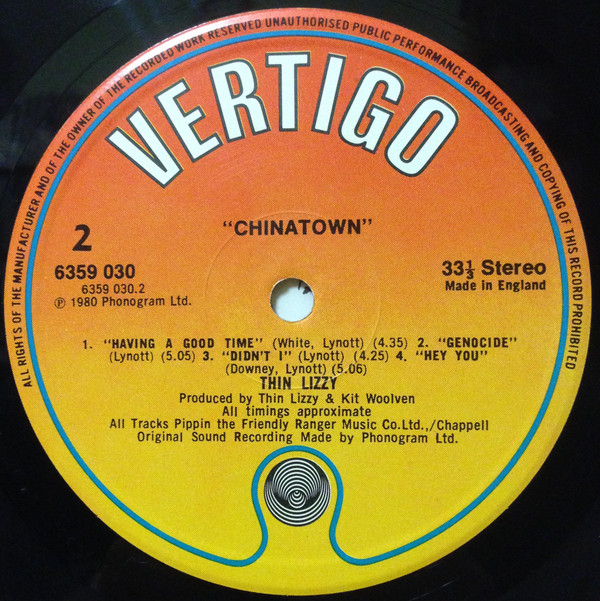 ALL RIGHTS OF THE MANUFACTURER AND OF THE OWNER OF THE RECORDED WORK RESERVED UNAUTHORISED PUBLIC PERFORMANCE BROADCASTING AND COPYING OF THIS RECORD PROHIBITED
VERTIGO
"CHINATOWN"
2
6359 030
6359 030.2
℗ 1980 Phonogram Ltd.
33⅓ Stereo
Made in England
1. "HAVING A GOOD TIME" (White, Lynott) (4.35) 2. "GENOCIDE"
(Lynott) (5.05) 3. "DIDN'T I" (Lynott) (4.25) 4. "HEY YOU"
(Downey, Lynott) (5.06)
THIN LIZZY
Produced by Thin Lizzy & Kit Woolven
All timings approximate
All Tracks Pippin the Friendly Ranger Music Co.Ltd.,/Chappell
Original Sound Recording Made by Phonogram Ltd.